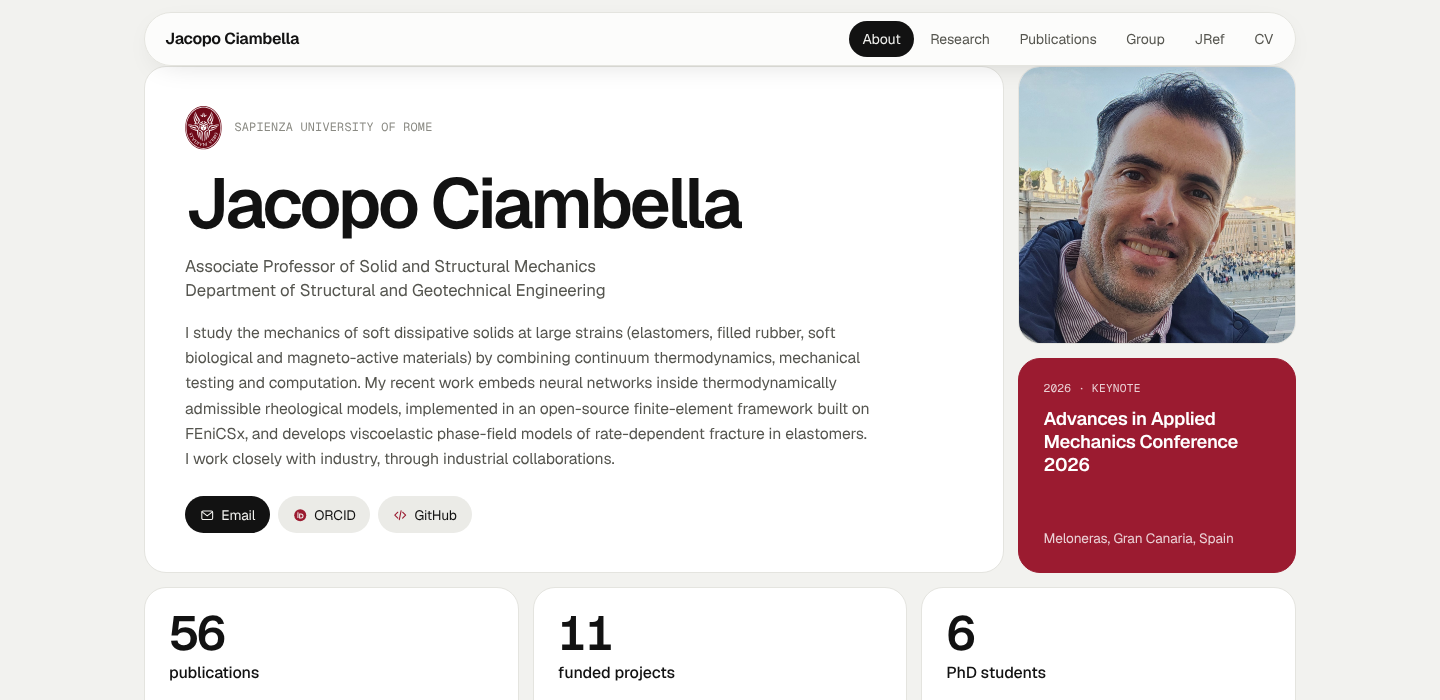 Jacopo Ciambella
About
Research
Publications
Group
JRef
CV
SAPIENZA UNIVERSITY OF ROME
Jacopo Ciambella
Associate Professor of Solid and Structural Mechanics
Department of Structural and Geotechnical Engineering
I study the mechanics of soft dissipative solids at large strains (elastomers, filled rubber, soft
biological and magneto-active materials) by combining continuum thermodynamics, mechanical
testing and computation. My recent work embeds neural networks inside thermodynamically
admissible rheological models, implemented in an open-source finite-element framework built on
FEniCSx, and develops viscoelastic phase-field models of rate-dependent fracture in elastomers.
I work closely with industry, through industrial collaborations.
Email
iD
ORCID
GitHub
2026 · KEYNOTE
Advances in Applied
Mechanics Conference
2026
Meloneras, Gran Canaria, Spain
56
publications
11
funded projects
6
PhD students